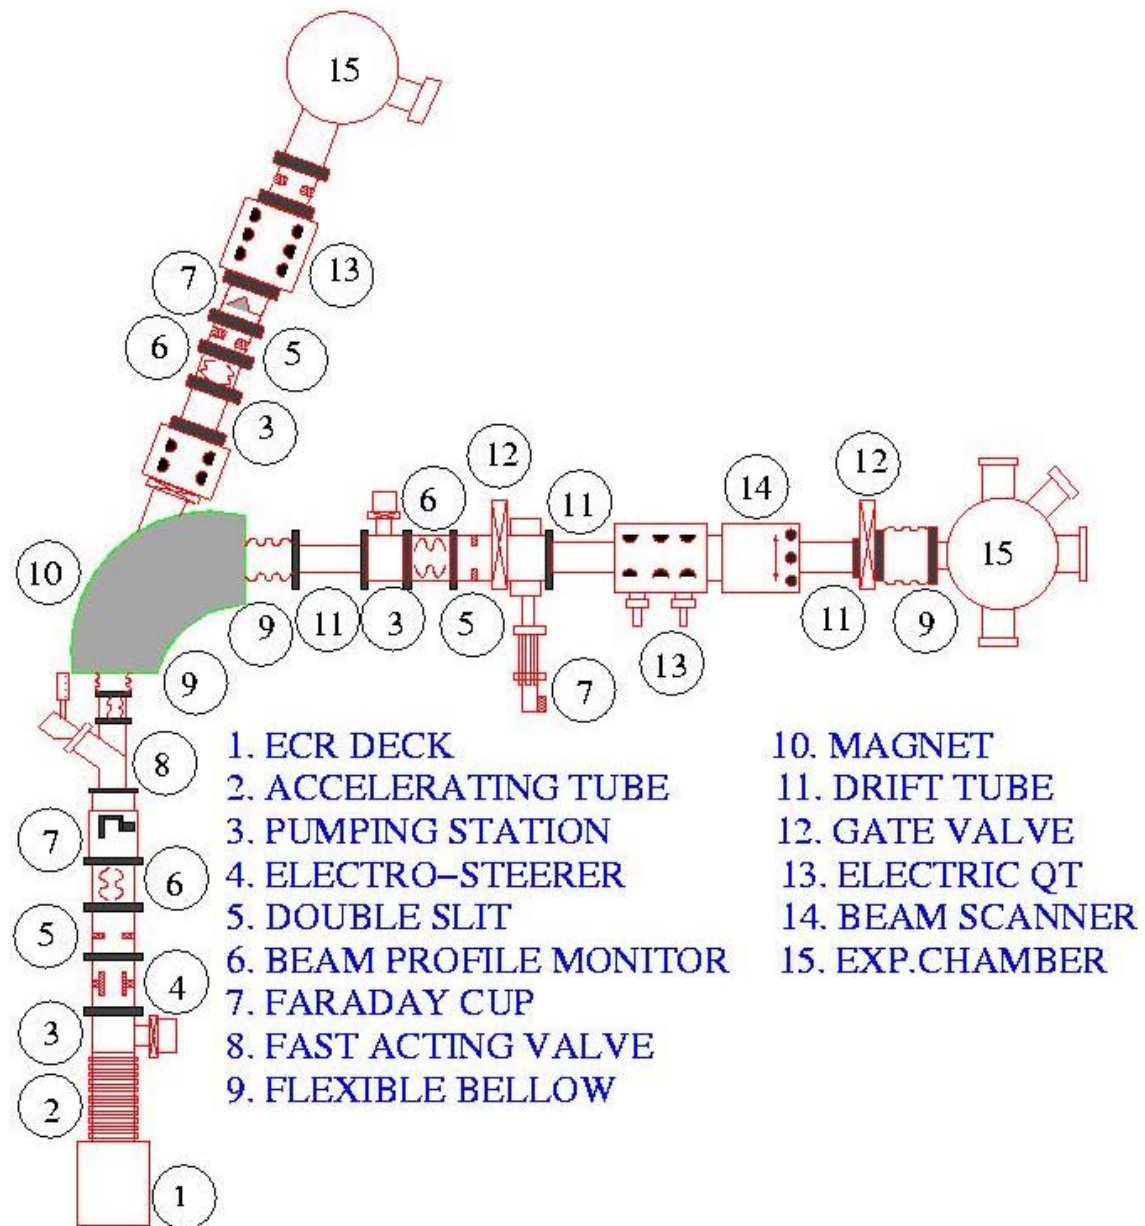 15
7
13
6
5
3
12
6
11
14
12
10
15
9
11
3
5
13
11
9
9
7
8
7
6
5
4
3
2
1
1. ECR DECK
2. ACCELERATING TUBE
3. PUMPING STATION
4. ELECTRO−STEERER
5. DOUBLE SLIT
6. BEAM PROFILE MONITOR
7. FARADAY CUP
8. FAST ACTING VALVE
9. FLEXIBLE BELLOW
10. MAGNET
11. DRIFT TUBE
12. GATE VALVE
13. ELECTRIC QT
14. BEAM SCANNER
15. EXP.CHAMBER